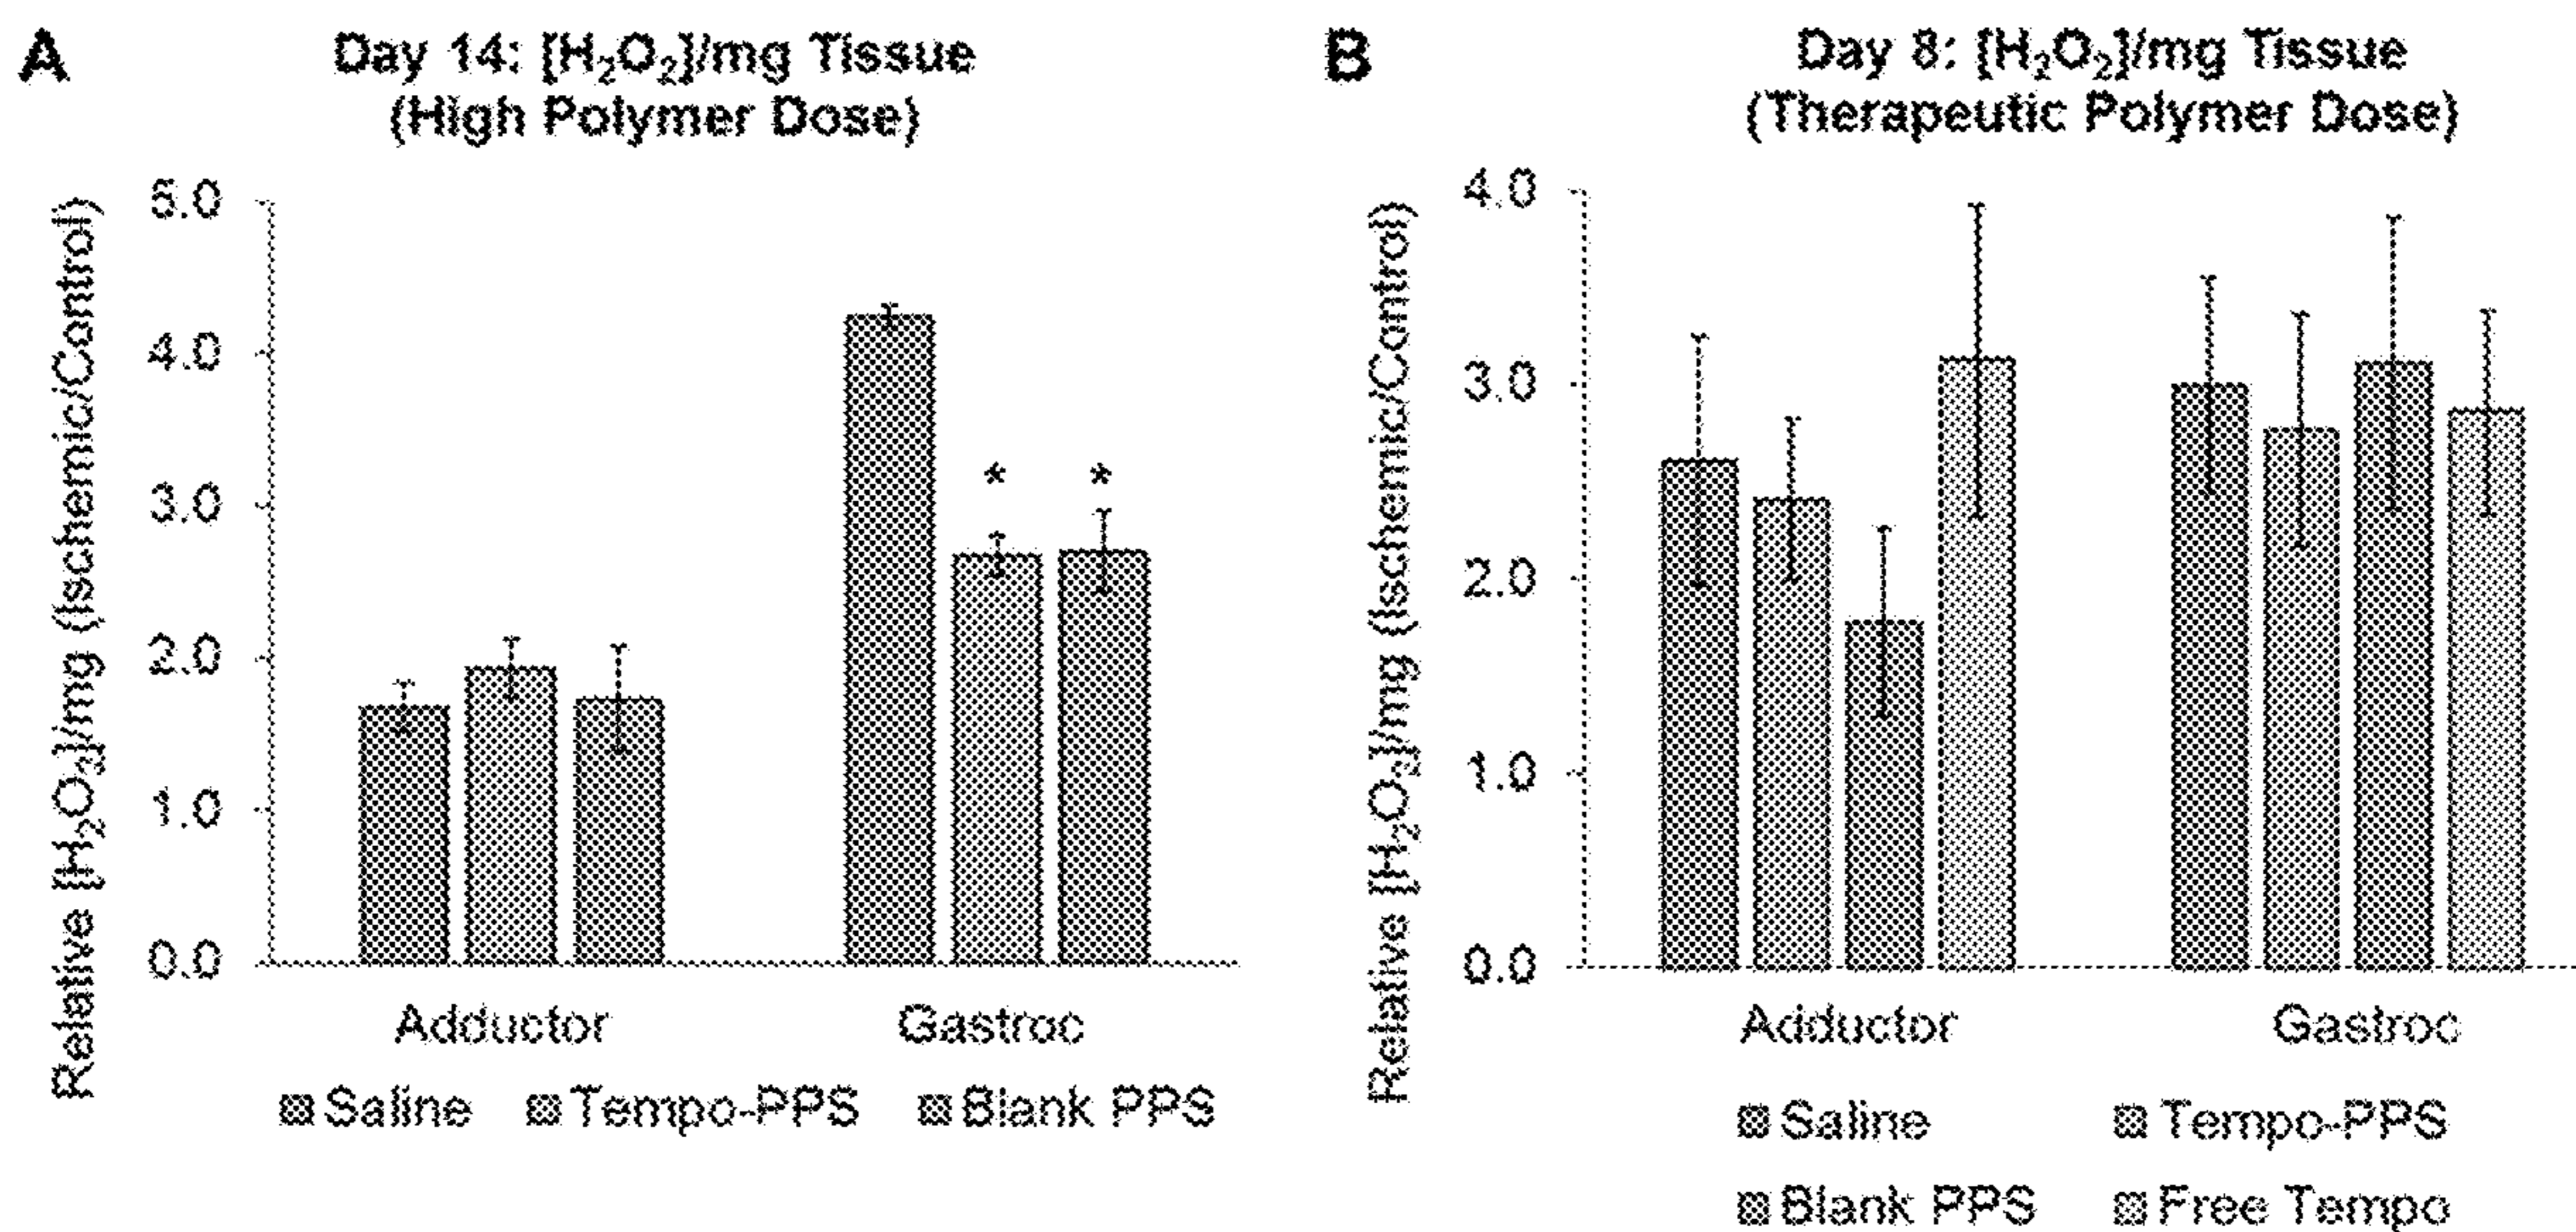 A
Day 14: [H₂O₂]/mg Tissue
(High Polymer Dose)
Relative [H₂O₂]/mg (Ischemic/Control)
5.0
4.0
3.0
2.0
1.0
0.0
*
*
Adductor
Gastroc
Saline
Tempo-PPS
Blank PPS
B
Day 8: [H₂O₂]/mg Tissue
(Therapeutic Polymer Dose)
Relative [H₂O₂]/mg (Ischemic/Control)
4.0
3.0
2.0
1.0
0.0
Adductor
Gastroc
Saline
Tempo-PPS
Blank PPS
Free Tempo